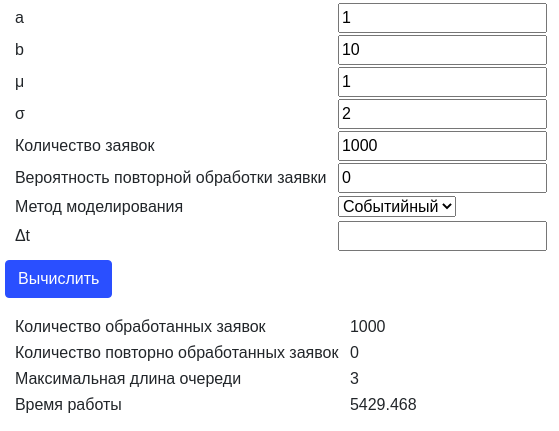 a 1
b 10
μ 1
σ 2
Количество заявок 1000
Вероятность повторной обработки заявки 0
Метод моделирования Событийный
Δt
Вычислить
Количество обработанных заявок 1000
Количество повторно обработанных заявок 0
Максимальная длина очереди 3
Время работы 5429.468